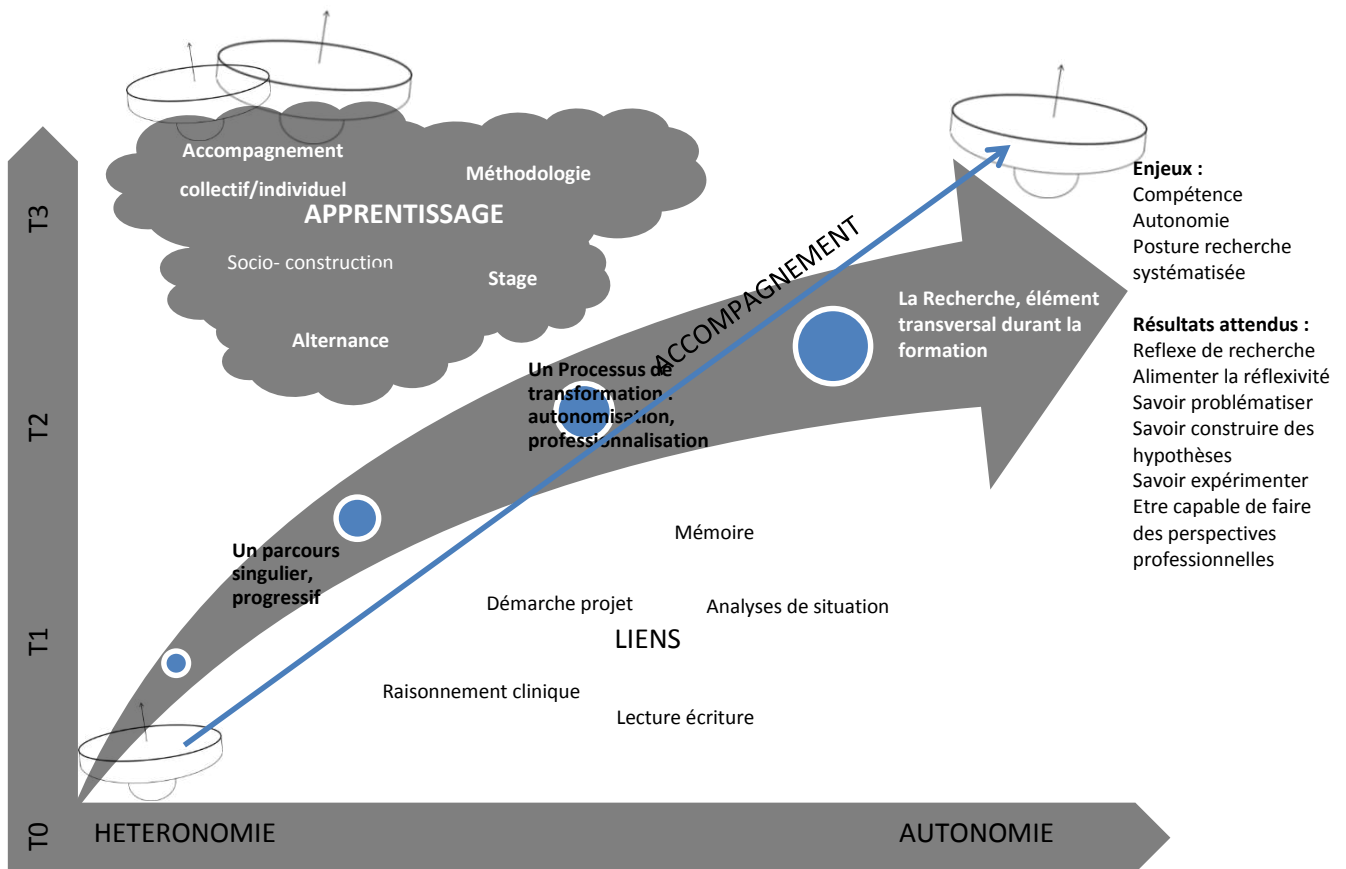 Accompagnement
collectif/individuel
Méthodologie
APPRENTISSAGE
Socio- construction
Stage
Alternance
T3
T2
T1
T0
ACCOMPAGNEMENT
La Recherche, élément
transversal durant la
formation
Un Processus de
transformation :
autonomisation,
professionnalisation
Un parcours
singulier,
progressif
Mémoire
Démarche projet
Analyses de situation
LIENS
Raisonnement clinique
Lecture écriture
HETERONOMIE
AUTONOMIE
Enjeux :
Compétence
Autonomie
Posture recherche
systématisée
Résultats attendus :
Reflexe de recherche
Alimenter la réflexivité
Savoir problématiser
Savoir construire des
hypothèses
Savoir expérimenter
Etre capable de faire
des perspectives
professionnelles